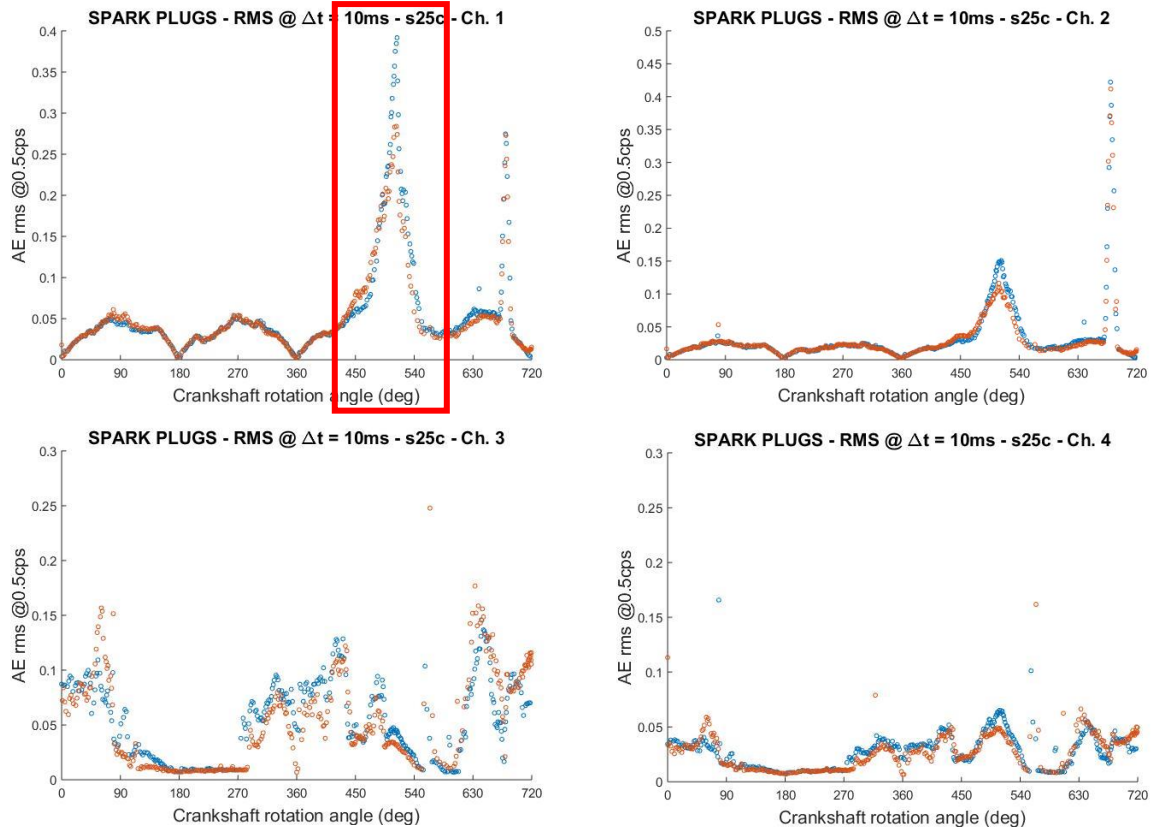 SPARK PLUGS - RMS @ Δt = 10ms - s25c - Ch. 1
AE rms @0.5cps
0.4
0.35
0.3
0.25
0.2
0.15
0.1
0.05
0
0 90 180 270 360 450 540 630 720
Crankshaft rotation angle (deg)
SPARK PLUGS - RMS @ Δt = 10ms - s25c - Ch. 2
AE rms @0.5cps
0.5
0.45
0.4
0.35
0.3
0.25
0.2
0.15
0.1
0.05
0
0 90 180 270 360 450 540 630 720
Crankshaft rotation angle (deg)
SPARK PLUGS - RMS @ Δt = 10ms - s25c - Ch. 3
AE rms @0.5cps
0.3
0.25
0.2
0.15
0.1
0.05
0
0 90 180 270 360 450 540 630 720
Crankshaft rotation angle (deg)
SPARK PLUGS - RMS @ Δt = 10ms - s25c - Ch. 4
AE rms @0.5cps
0.3
0.25
0.2
0.15
0.1
0.05
0
0 90 180 270 360 450 540 630 720
Crankshaft rotation angle (deg)